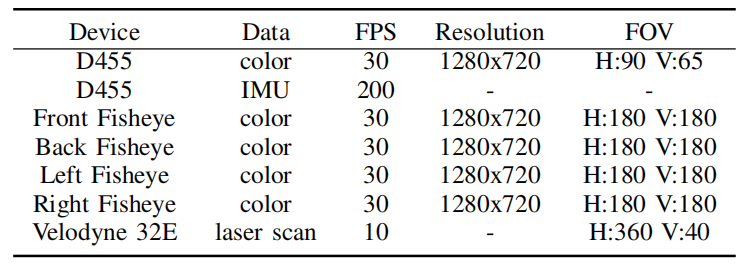 Device Data FPS Resolution FOV
D455 color 30 1280x720 H:90 V:65
D455 IMU 200 - -
Front Fisheye color 30 1280x720 H:180 V:180
Back Fisheye color 30 1280x720 H:180 V:180
Left Fisheye color 30 1280x720 H:180 V:180
Right Fisheye color 30 1280x720 H:180 V:180
Velodyne 32E laser scan 10 - H:360 V:40